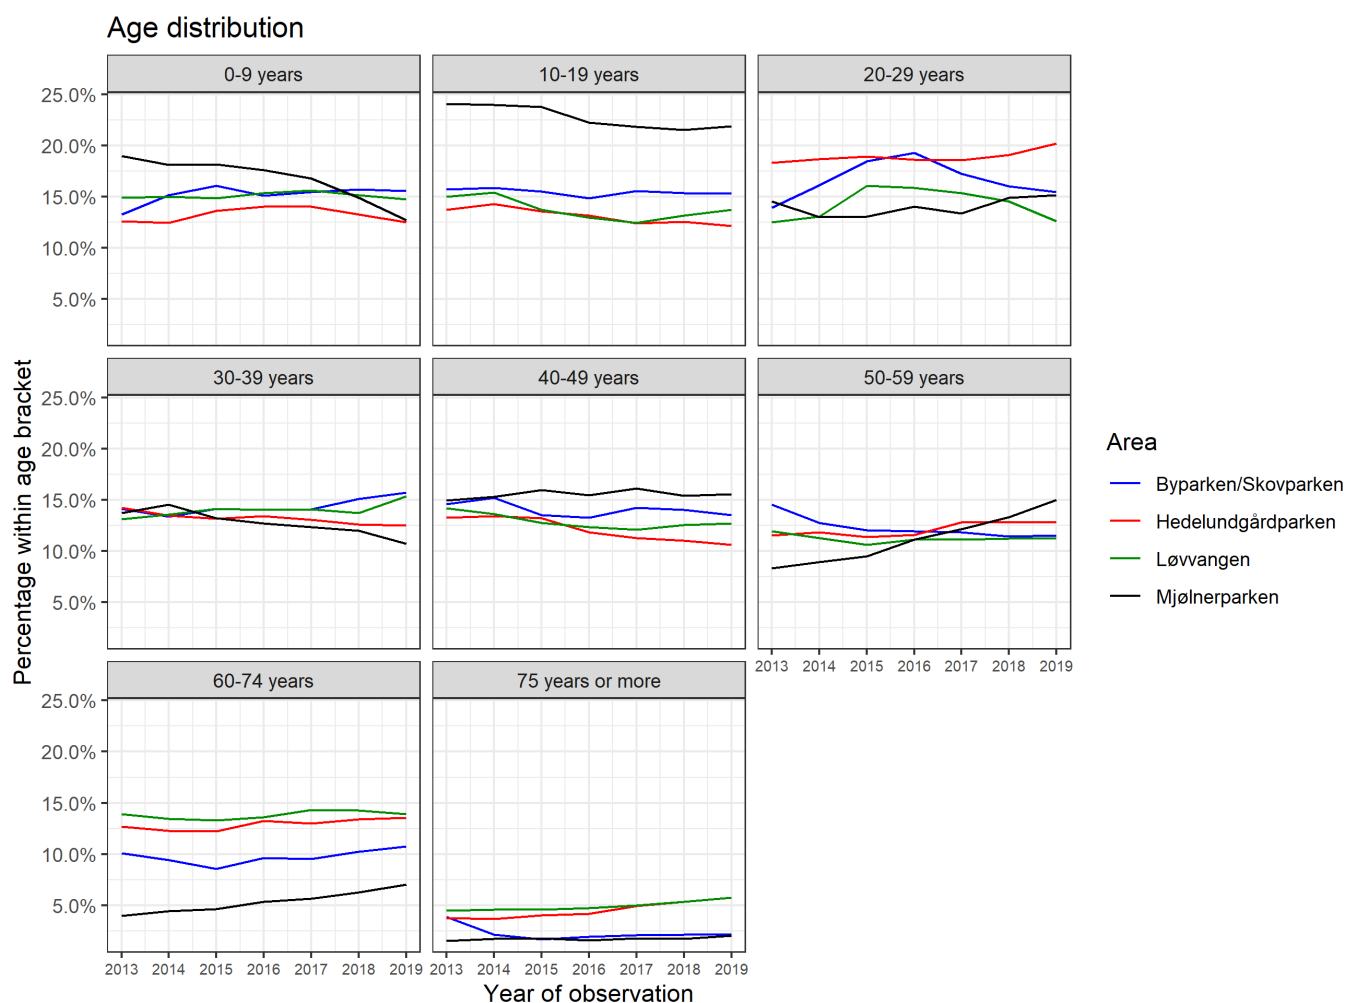 Age distribution
0-9 years
10-19 years
20-29 years
25.0%
20.0%
15.0%
10.0%
5.0%
30-39 years
40-49 years
50-59 years
25.0%
20.0%
15.0%
10.0%
5.0%
2013 2014 2015 2016 2017 2018 2019
60-74 years
75 years or more
25.0%
20.0%
15.0%
10.0%
5.0%
2013 2014 2015 2016 2017 2018 2019
2013 2014 2015 2016 2017 2018 2019
Percentage within age bracket
Year of observation
Area
Byparken/Skovparken
Hedelundgårdparken
Løvvangen
Mjølnerparken